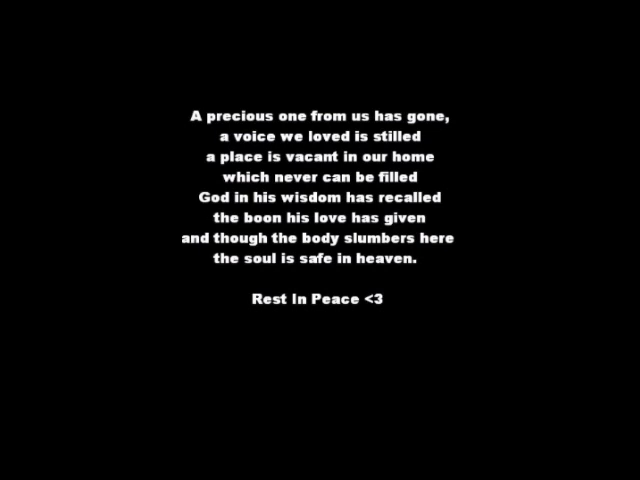 A precious one from us has gone,
a voice we loved is stilled
a place is vacant in our home
which never can be filled
God in his wisdom has recalled
the boon his love has given
and though the body slumbers here
the soul is safe in heaven.
Rest In Peace <3